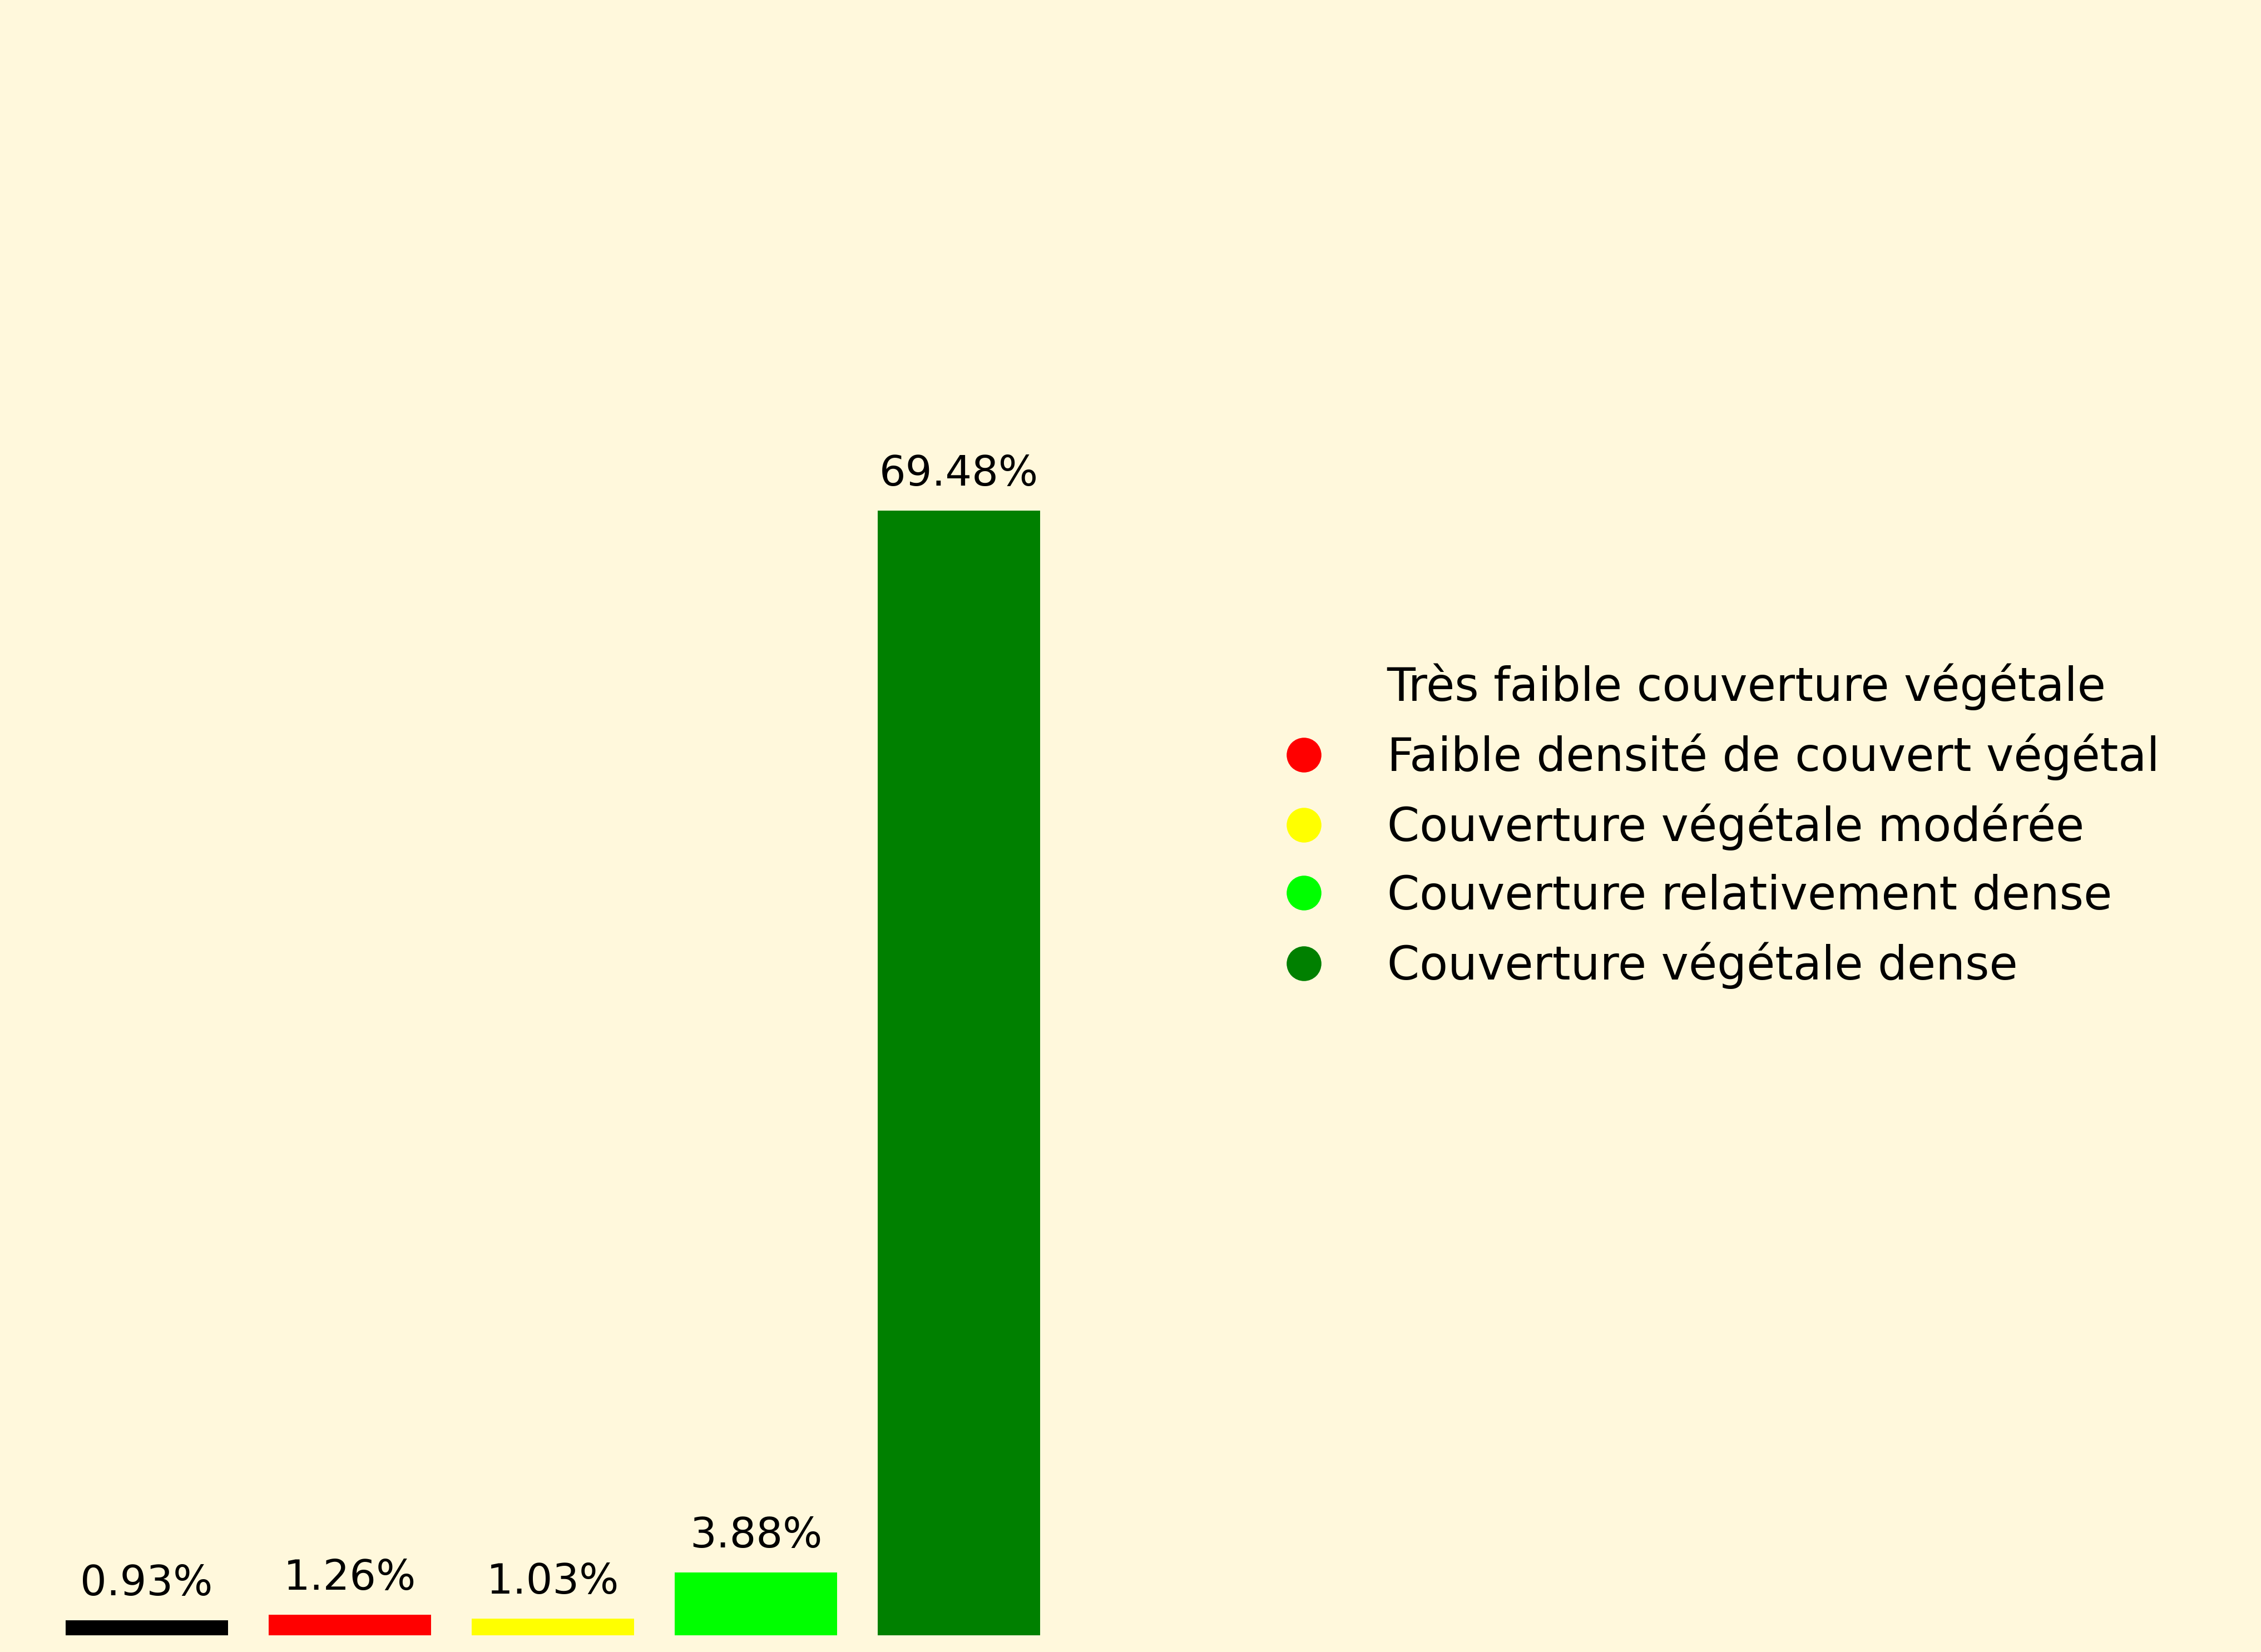 69.48%
Très faible couverture végétale
Faible densité de couvert végétal
Couverture végétale modérée
Couverture relativement dense
Couverture végétale dense
3.88%
0.93%
1.26%
1.03%